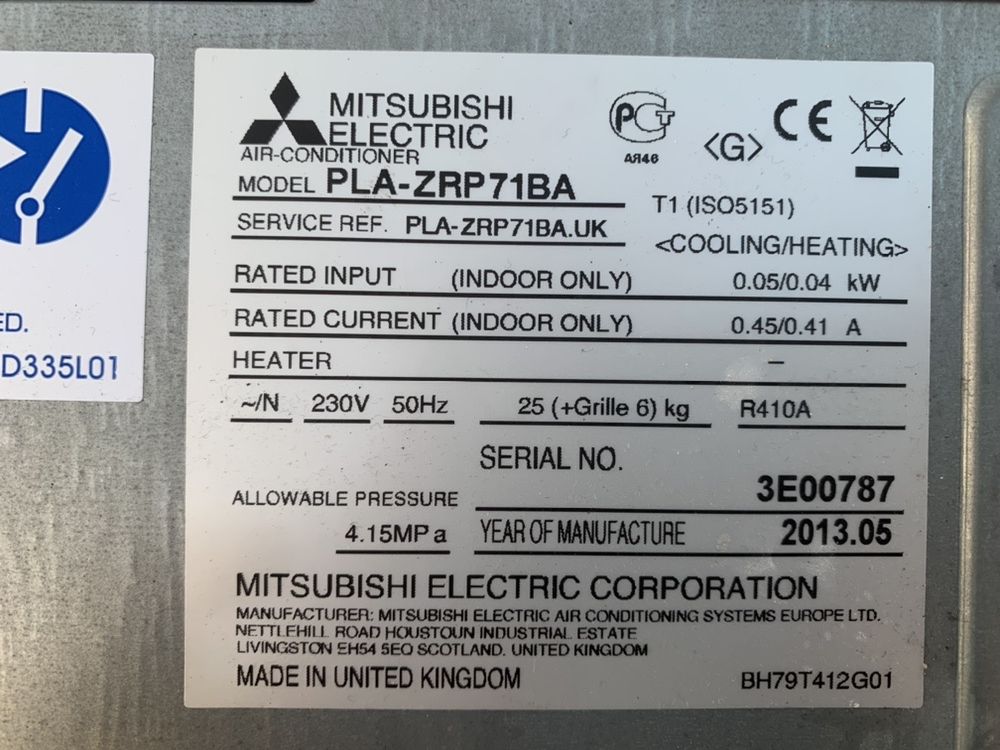 MITSUBISHI
ELECTRIC
AIR-CONDITIONER
MODEL PLA-ZRP71BA
SERVICE REF. PLA-ZRP71BA.UK
РСТ
АЯ46
<G> CE
T1 (ISO5151)
<COOLING/HEATING>
RATED INPUT (INDOOR ONLY) 0.05/0.04 kW
RATED CURRENT (INDOOR ONLY) 0.45/0.41 A
HEATER –
~/N 230V 50Hz 25 (+Grille 6) kg R410A
SERIAL NO.
3E00787
ALLOWABLE PRESSURE
4.15MPa
YEAR OF MANUFACTURE 2013.05
MITSUBISHI ELECTRIC CORPORATION
MANUFACTURER: MITSUBISHI ELECTRIC AIR CONDITIONING SYSTEMS EUROPE LTD.
NETTLEHILL ROAD HOUSTOUN INDUSTRIAL ESTATE
LIVINGSTON EH54 5EQ SCOTLAND. UNITED KINGDOM
MADE IN UNITED KINGDOM BH79T412G01
ED.
D335L01